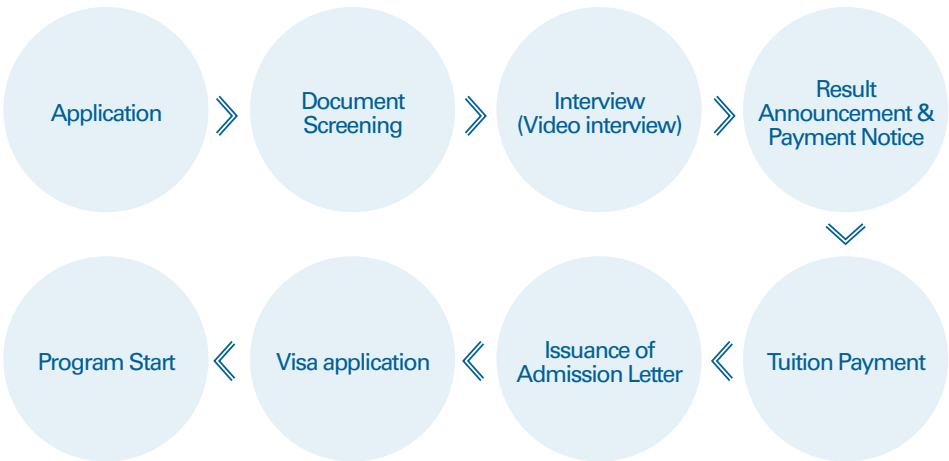 Application
Document
Screening
Interview
(Video interview)
Result
Announcement &
Payment Notice
Tuition Payment
Issuance of
Admission Letter
Visa application
Program Start